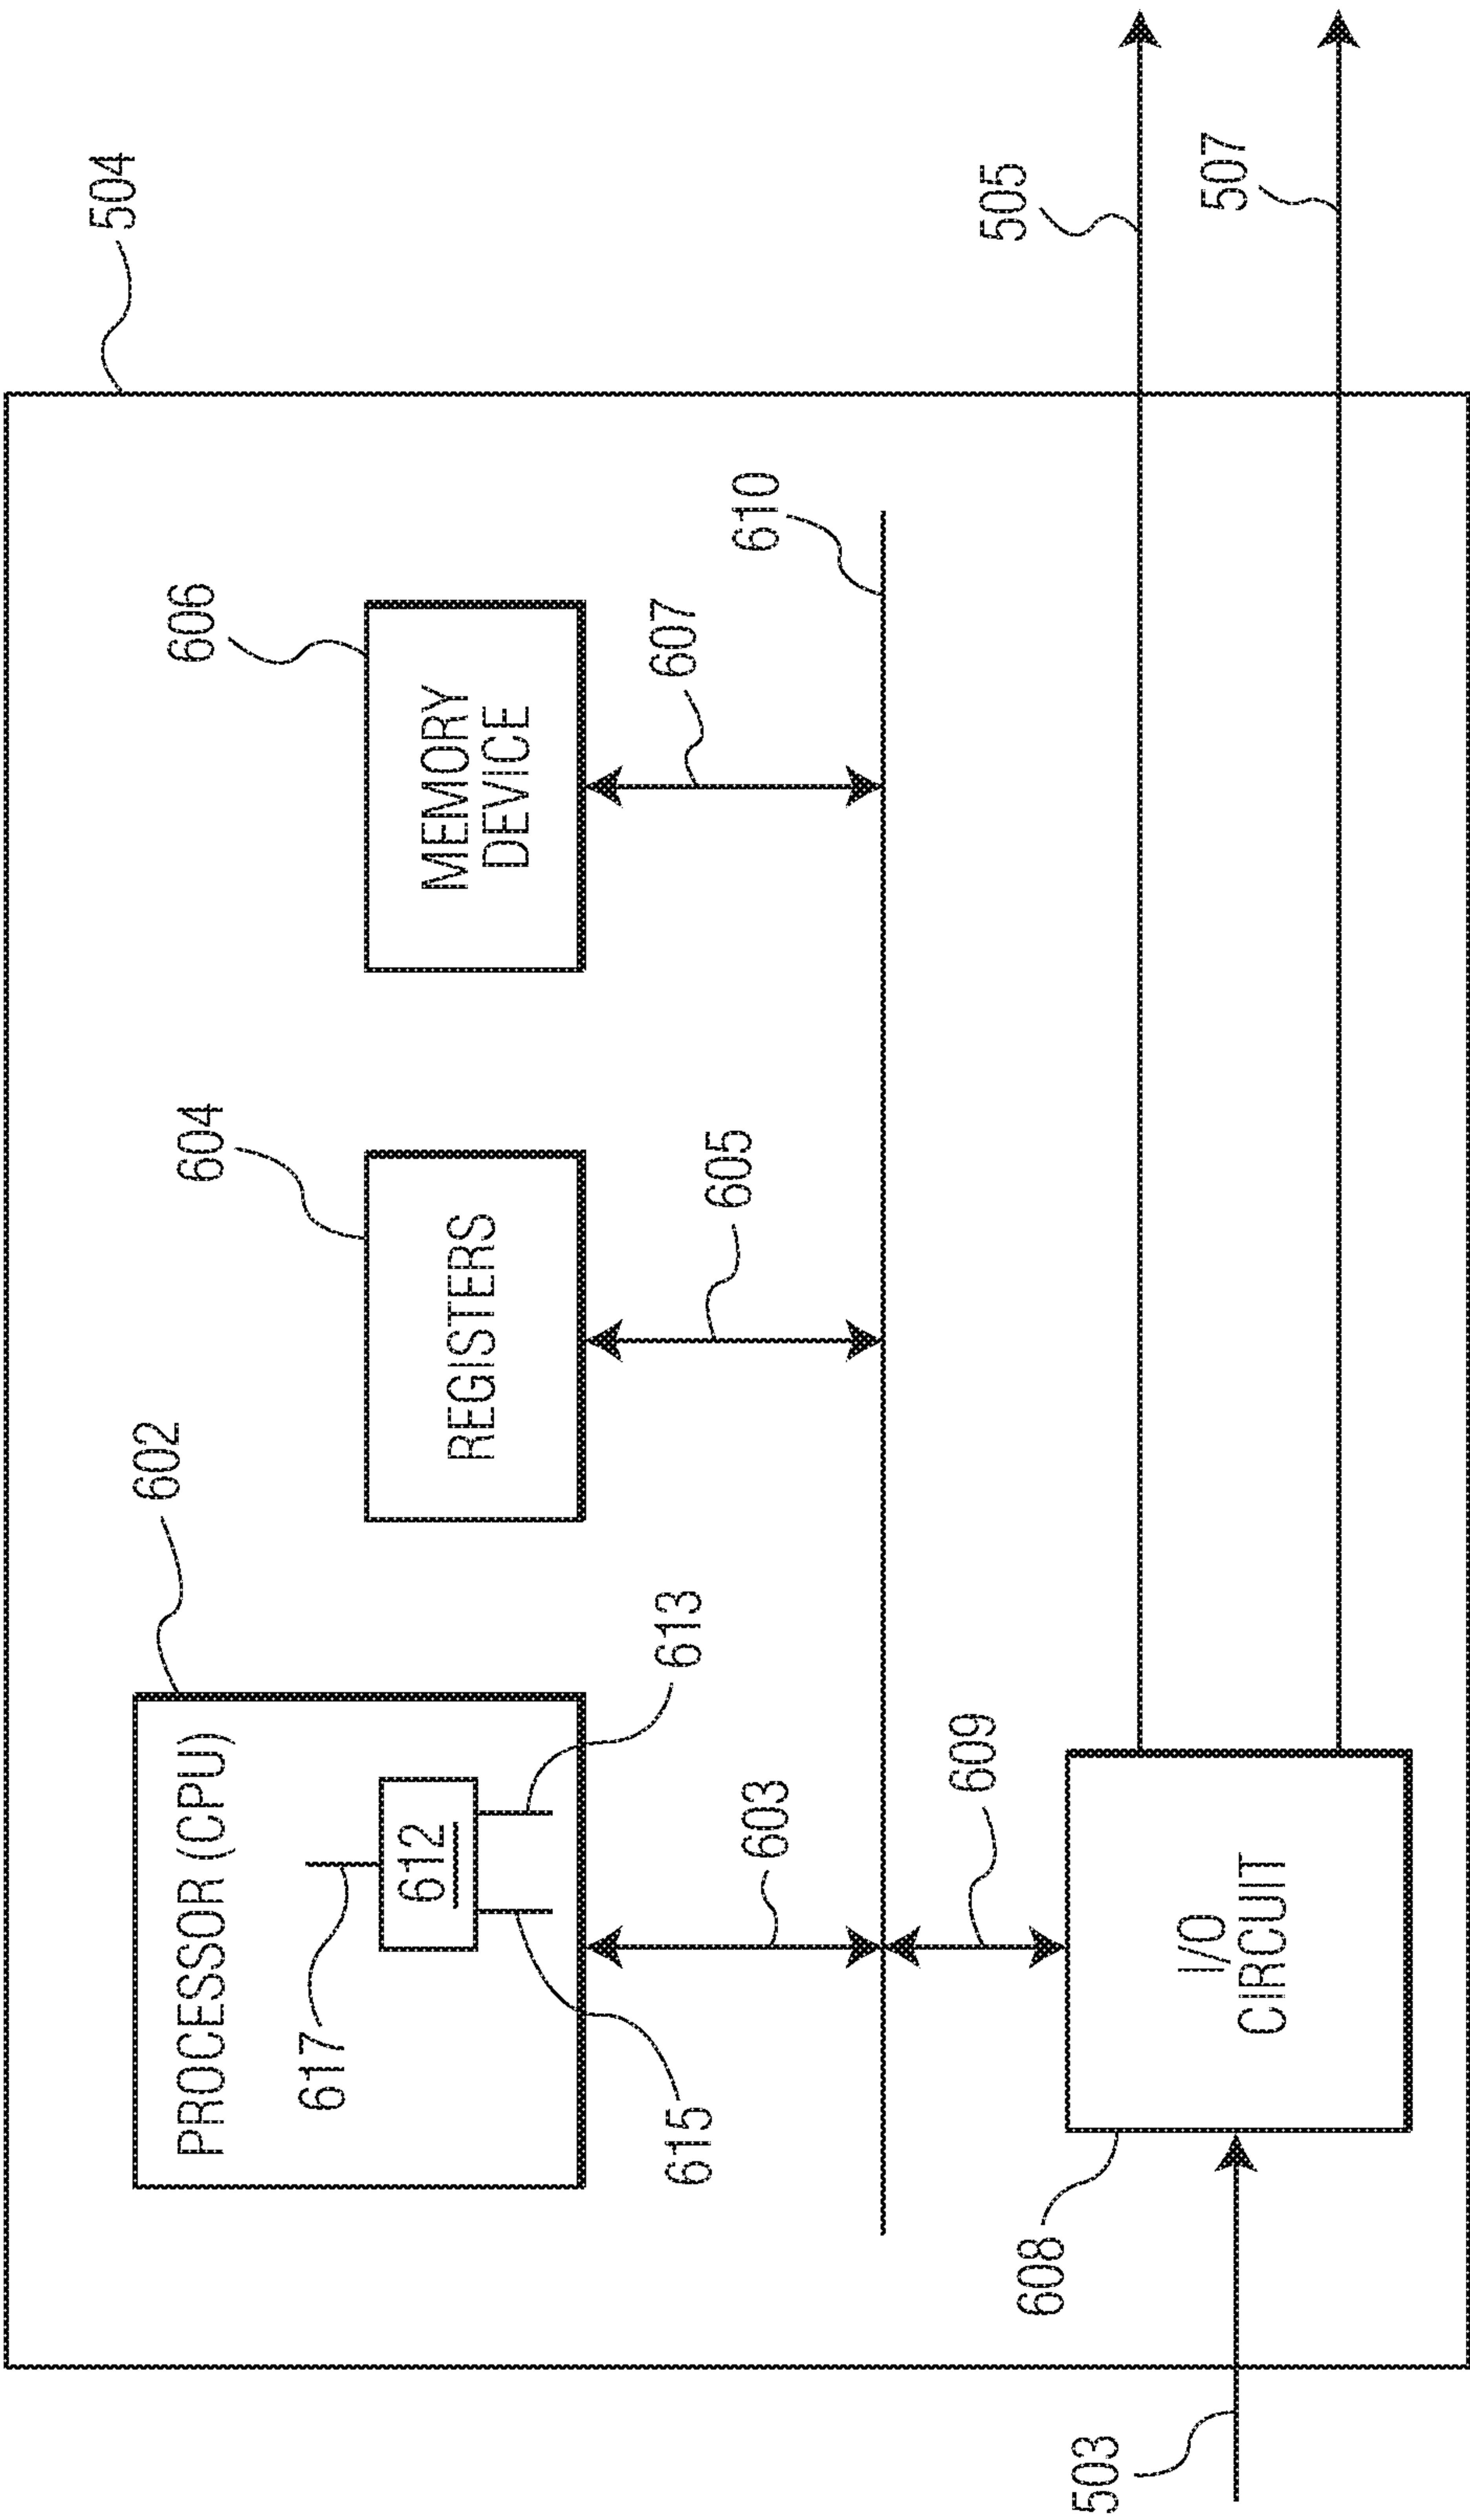 504
PROCESSOR (CPU)
602
604
606
617
612
REGISTERS
MEMORY
DEVICE
615
613
603
605
607
610
609
608
I/O
CIRCUIT
503
505
507